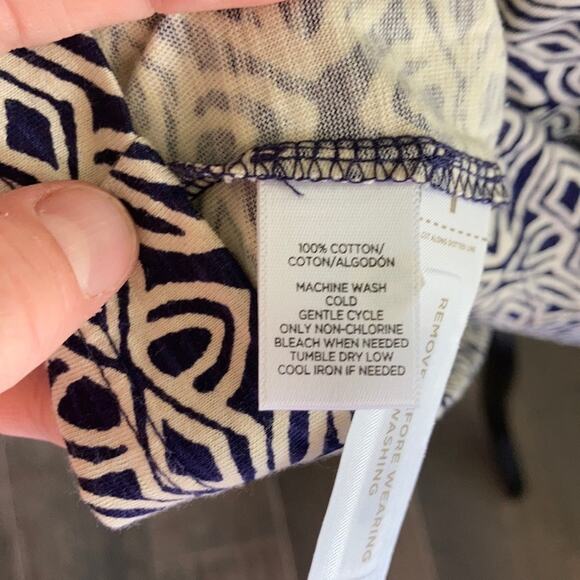 100% COTTON/
COTON/ALGODÓN
MACHINE WASH
COLD
GENTLE CYCLE
ONLY NON-CHLORINE
BLEACH WHEN NEEDED
TUMBLE DRY LOW
COOL IRON IF NEEDED
REMOVE BEFORE WEARING
WASHING